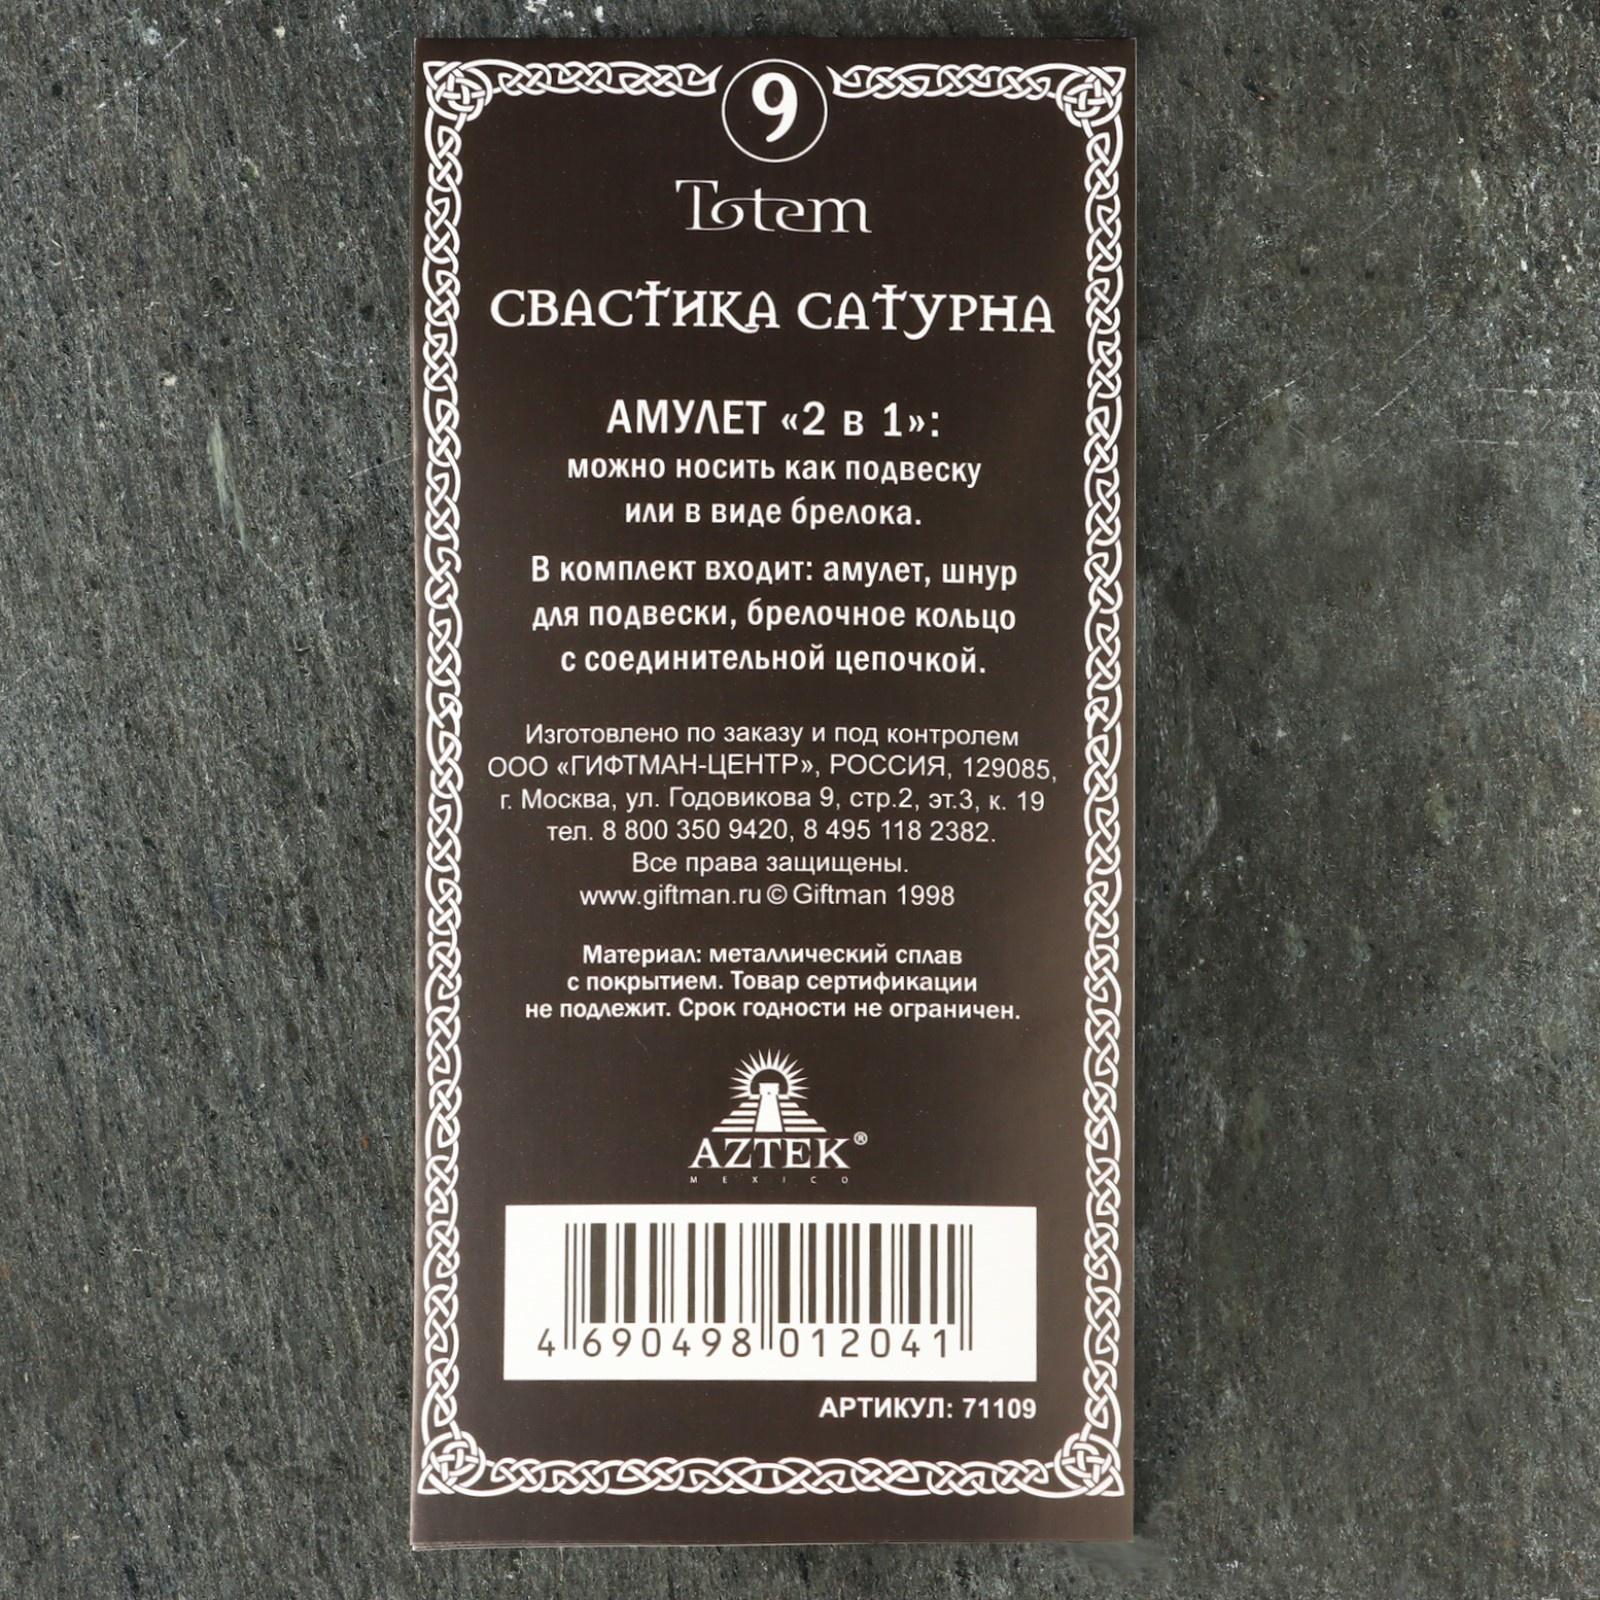 9
Totem
СВАСТИКА САТУРНА
АМУЛЕТ «2 в 1»:
можно носить как подвеску
или в виде брелока.
В комплект входит: амулет, шнур
для подвески, брелочное кольцо
с соединительной цепочкой.
Изготовлено по заказу и под контролем
ООО «ГИФТМАН-ЦЕНТР», РОССИЯ, 129085,
г. Москва, ул. Годовикова 9, стр.2, эт.3, к. 19
тел. 8 800 350 9420, 8 495 118 2382.
Все права защищены.
www.giftman.ru © Giftman 1998
Материал: металлический сплав
с покрытием. Товар сертификации
не подлежит. Срок годности не ограничен.
AZTEK®
MEXICO
4 690498 012041
АРТИКУЛ: 71109